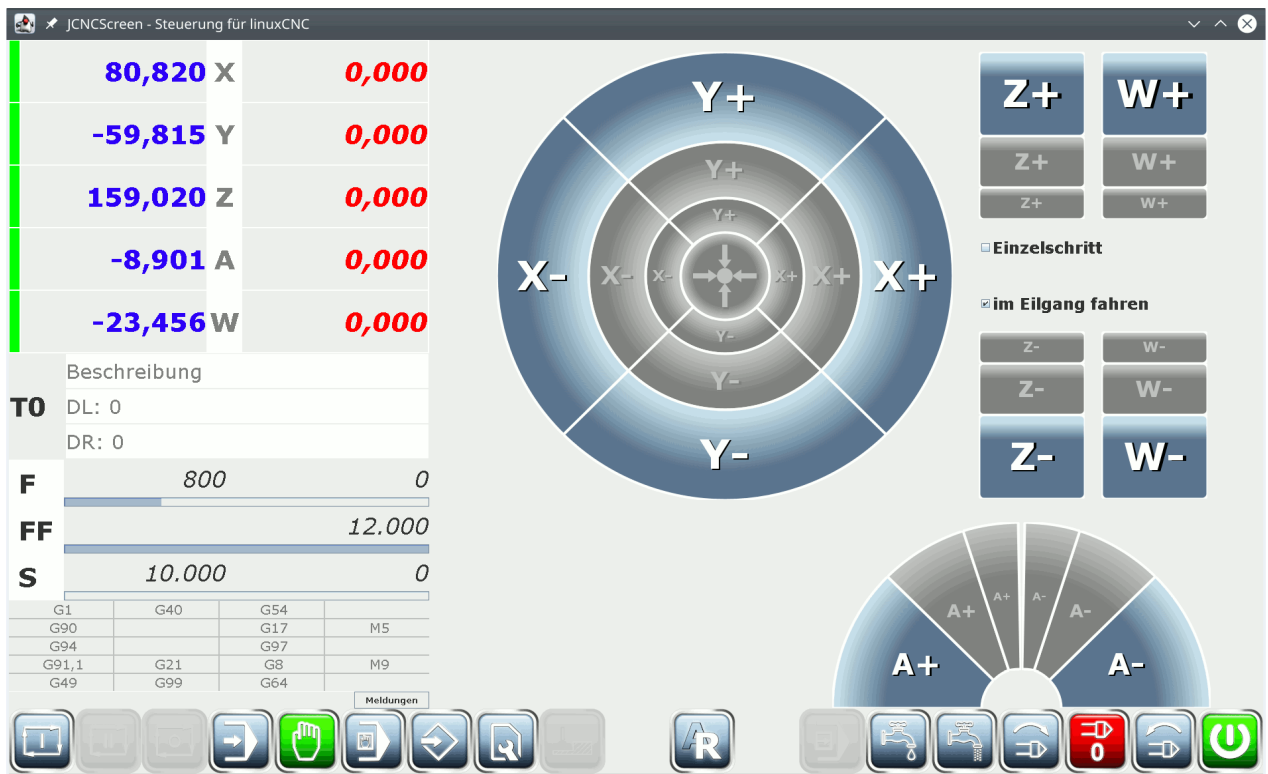 JCNCScreen - Steuerung für linuxCNC
80,820 X 0,000
-59,815 Y 0,000
159,020 Z 0,000
-8,901 A 0,000
-23,456 W 0,000
T0
Beschreibung
DL: 0
DR: 0
F 800 0
FF 12.000
S 10.000 0
G1 G40 G54
G90 G17 M5
G94 G97
G91,1 G21 G8 M9
G49 G99 G64
Meldungen
Y+
Y+
Y+
X- X- X- X+ X+ X+
Y-
Y-
Y-
Z+ W+
Z+ W+
Z+ W+
Einzelschritt
im Eilgang fahren
Z- W-
Z- W-
Z- W-
A+ A+ A+ A- A- A-
R
0